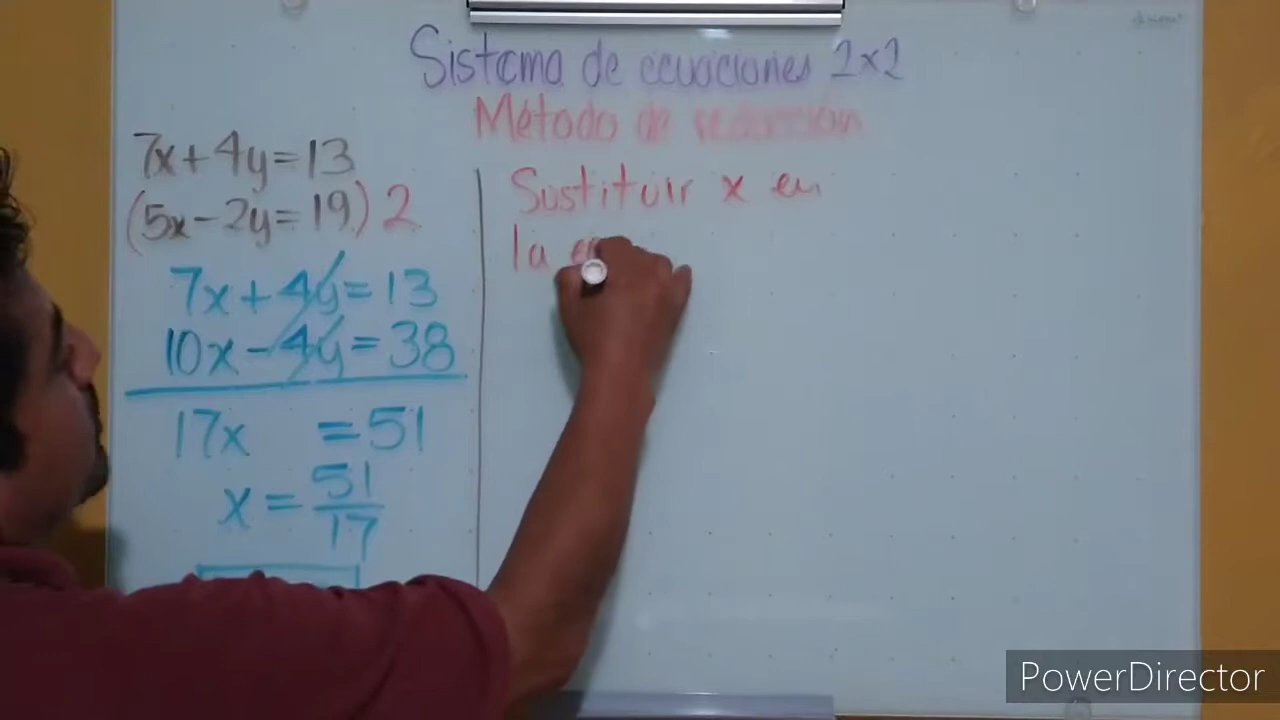 Sistema de ecuaciones 2x2
Método de reducción
7x+4y=13
(5x-2y=19) 2
7x+4y=13
10x-4y=38
17x =51
x=51/17
Sustituir x en
la
PowerDirector